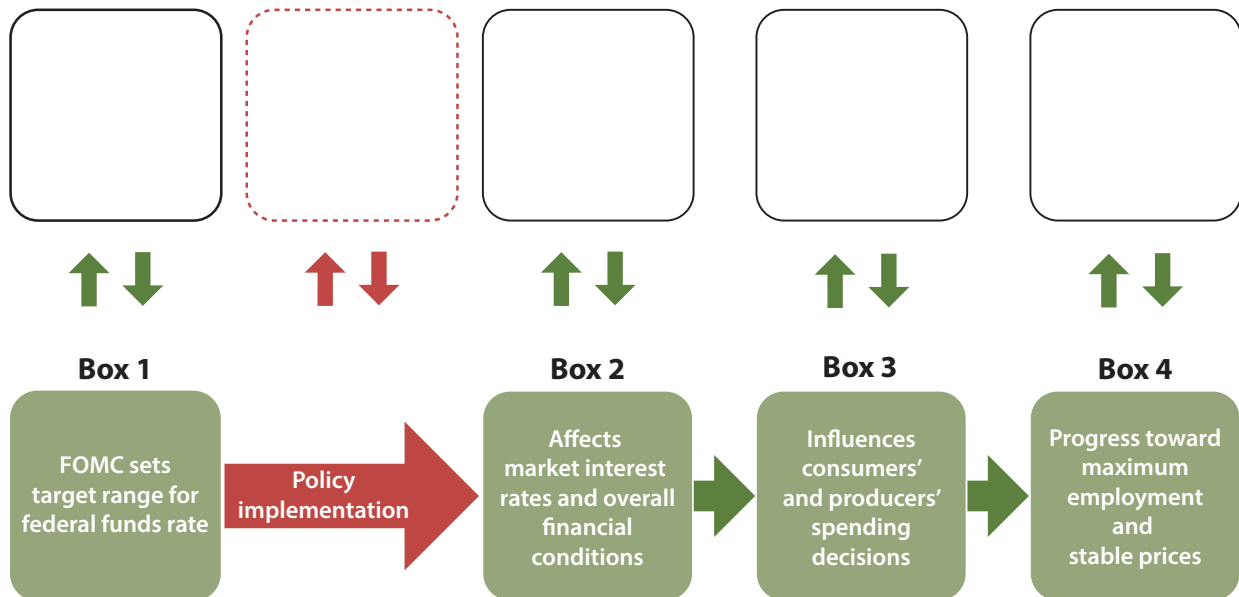 Box 1
FOMC sets
target range for
federal funds rate
Policy
implementation
Box 2
Affects
market interest
rates and overall
financial
conditions
Box 3
Influences
consumers’
and producers’
spending
decisions
Box 4
Progress toward
maximum
employment
and
stable prices